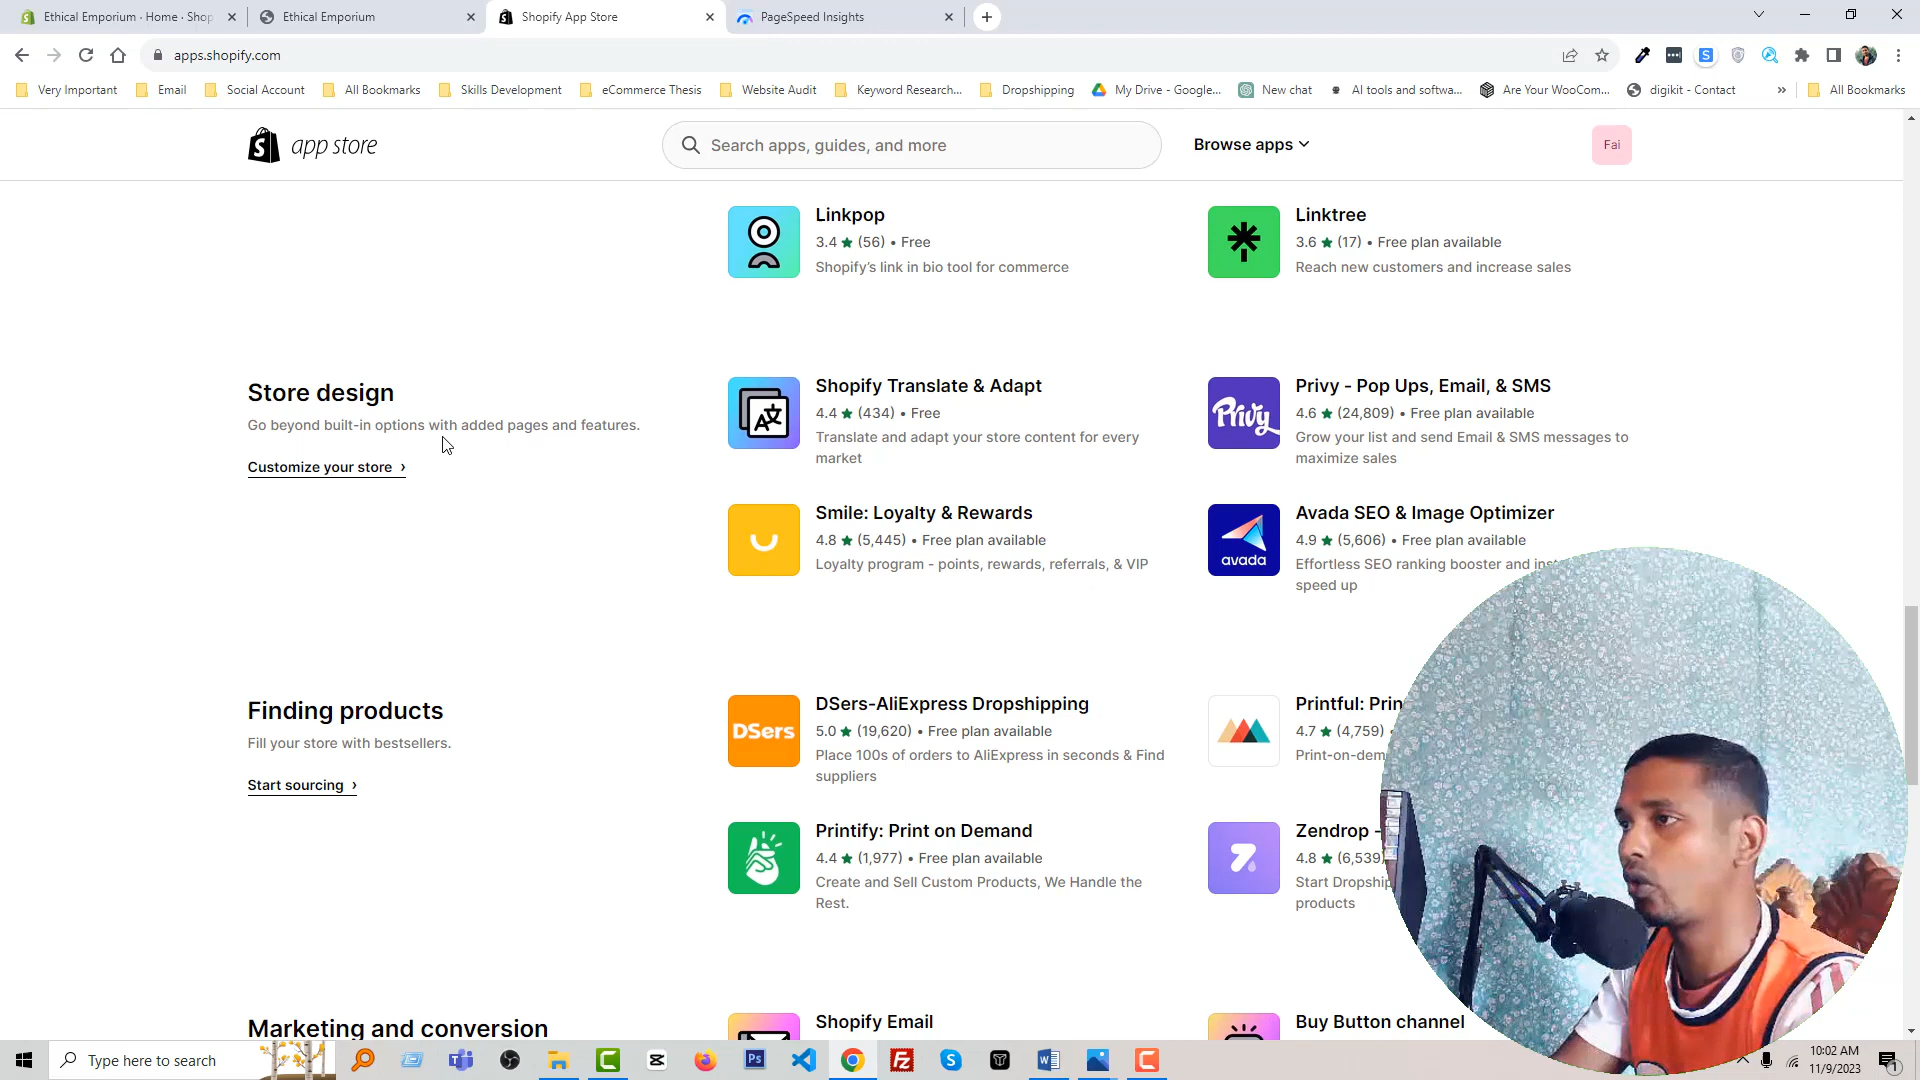 Ethical Emporium · Home · Shop
Ethical Emporium
Shopify App Store
PageSpeed Insights
apps.shopify.com
Very Important
Email
Social Account
All Bookmarks
Skills Development
eCommerce Thesis
Website Audit
Keyword Research...
Dropshipping
My Drive - Google...
New chat
AI tools and softwa...
Are Your WooCom...
digikit - Contact
»
All Bookmarks
app store
Search apps, guides, and more
Browse apps
Fai
Linkpop
3.4 ★ (56) • Free
Shopify's link in bio tool for commerce
Linktree
3.6 ★ (17) • Free plan available
Reach new customers and increase sales
Store design
Go beyond built-in options with added pages and features.
Customize your store ›
Shopify Translate & Adapt
4.4 ★ (434) • Free
Translate and adapt your store content for every
market
Privy - Pop Ups, Email, & SMS
4.6 ★ (24,809) • Free plan available
Grow your list and send Email & SMS messages to
maximize sales
Privy
Smile: Loyalty & Rewards
4.8 ★ (5,445) • Free plan available
Loyalty program - points, rewards, referrals, & VIP
avada
Avada SEO & Image Optimizer
4.9 ★ (5,606) • Free plan available
Effortless SEO ranking booster and
speed up
Finding products
Fill your store with bestsellers.
Start sourcing ›
DSers
DSers-AliExpress Dropshipping
5.0 ★ (19,620) • Free plan available
Place 100s of orders to AliExpress in seconds & Find
suppliers
Printful:
4.7 ★ (4,759) •
Print-on-dem
Printify: Print on Demand
4.4 ★ (1,977) • Free plan available
Create and Sell Custom Products, We Handle the
Rest.
Zendrop -
4.8 ★ (6,539)
Start Dropship
products
Marketing and conversion
Shopify Email
Buy Button channel
Type here to search
10:02 AM
11/9/2023